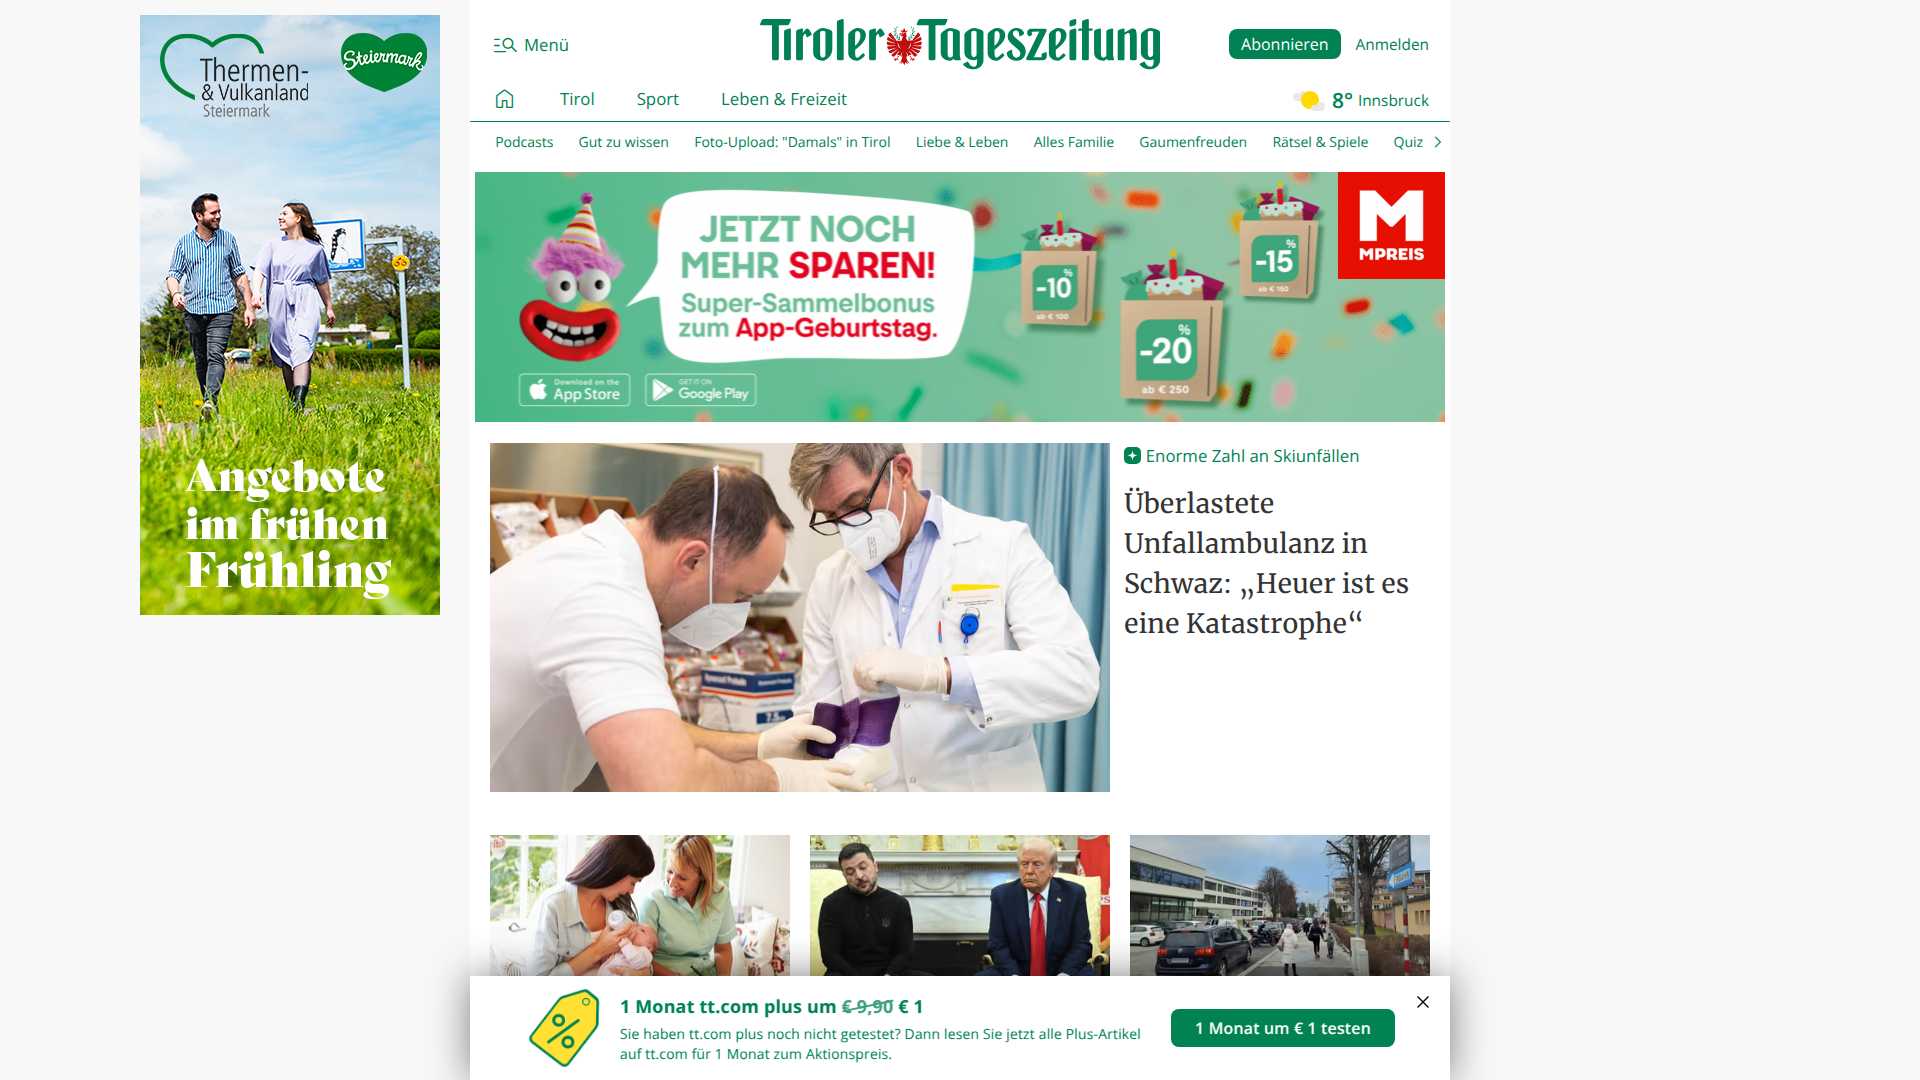 Thermen-
& Vulkanland
Steiermark
Steiermark
Angebote
im frühen
Frühling
Menü
Tiroler Tageszeitung
Abonnieren
Anmelden
Tirol
Sport
Leben & Freizeit
8° Innsbruck
Podcasts
Gut zu wissen
Foto-Upload: "Damals" in Tirol
Liebe & Leben
Alles Familie
Gaumenfreuden
Rätsel & Spiele
Quiz
JETZT NOCH
MEHR SPAREN!
Super-Sammelbonus
zum App-Geburtstag.
Download on the
App Store
GET IT ON
Google Play
-10%
ab € 100
-20%
ab € 250
-15%
ab € 150
M
MPREIS
Enorme Zahl an Skiunfällen
Überlastete
Unfallambulanz in
Schwaz: „Heuer ist es
eine Katastrophe“
1 Monat tt.com plus um € 9,90 € 1
Sie haben tt.com plus noch nicht getestet? Dann lesen Sie jetzt alle Plus-Artikel
auf tt.com für 1 Monat zum Aktionspreis.
1 Monat um € 1 testen